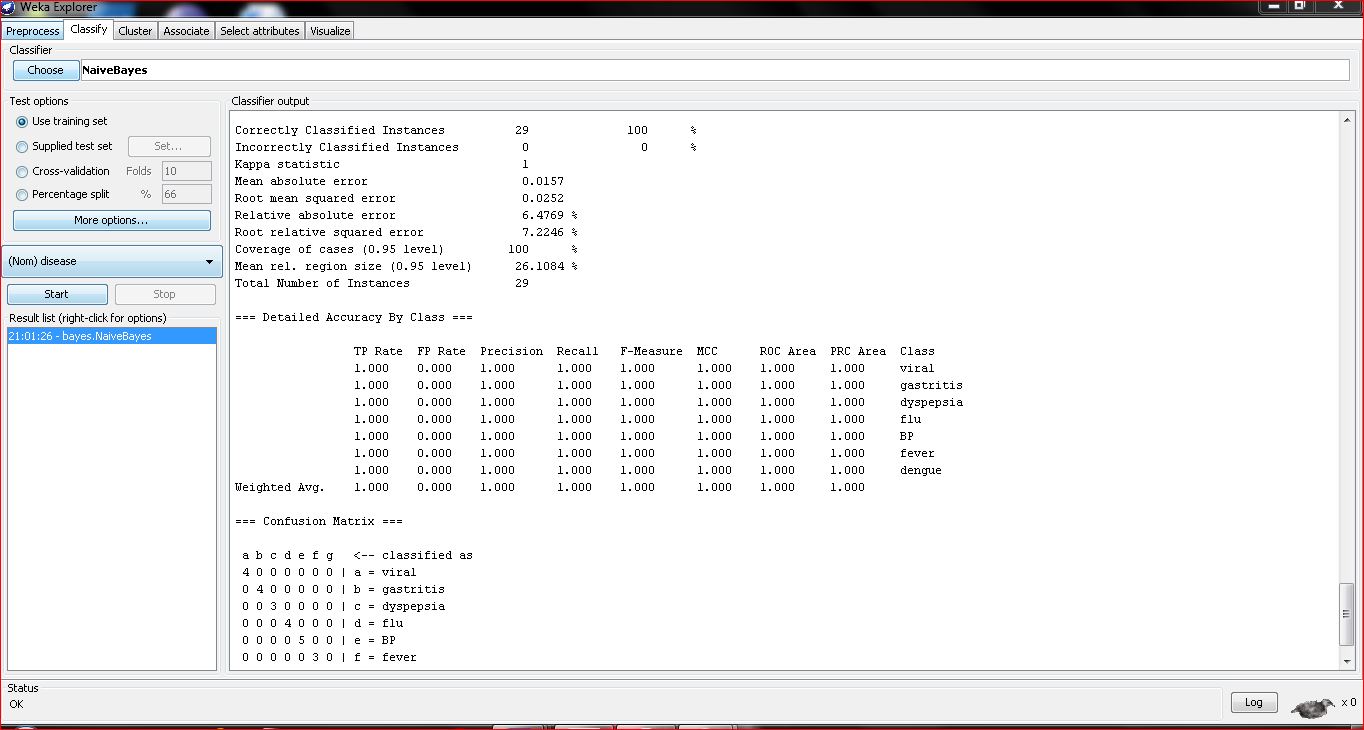 Weka Explorer
Preprocess Classify Cluster Associate Select attributes Visualize
Classifier
Choose NaiveBayes
Test options
Use training set
Supplied test set Set...
Cross-validation Folds 10
Percentage split % 66
More options...
(Nom) disease
Start Stop
Result list (right-click for options)
21:01:26 - bayes.NaiveBayes
Classifier output
Correctly Classified Instances 29 100 %
Incorrectly Classified Instances 0 0 %
Kappa statistic 1
Mean absolute error 0.0157
Root mean squared error 0.0252
Relative absolute error 6.4769 %
Root relative squared error 7.2246 %
Coverage of cases (0.95 level) 100 %
Mean rel. region size (0.95 level) 26.1084 %
Total Number of Instances 29
=== Detailed Accuracy By Class ===
TP Rate FP Rate Precision Recall F-Measure MCC ROC Area PRC Area Class
1.000 0.000 1.000 1.000 1.000 1.000 1.000 1.000 viral
1.000 0.000 1.000 1.000 1.000 1.000 1.000 1.000 gastritis
1.000 0.000 1.000 1.000 1.000 1.000 1.000 1.000 dyspepsia
1.000 0.000 1.000 1.000 1.000 1.000 1.000 1.000 flu
1.000 0.000 1.000 1.000 1.000 1.000 1.000 1.000 BP
1.000 0.000 1.000 1.000 1.000 1.000 1.000 1.000 fever
1.000 0.000 1.000 1.000 1.000 1.000 1.000 1.000 dengue
Weighted Avg. 1.000 0.000 1.000 1.000 1.000 1.000 1.000 1.000
=== Confusion Matrix ===
a b c d e f g <-- classified as
4 0 0 0 0 0 0 | a = viral
0 4 0 0 0 0 0 | b = gastritis
0 0 3 0 0 0 0 | c = dyspepsia
0 0 0 4 0 0 0 | d = flu
0 0 0 0 5 0 0 | e = BP
0 0 0 0 0 3 0 | f = fever
Status
OK
Log x 0